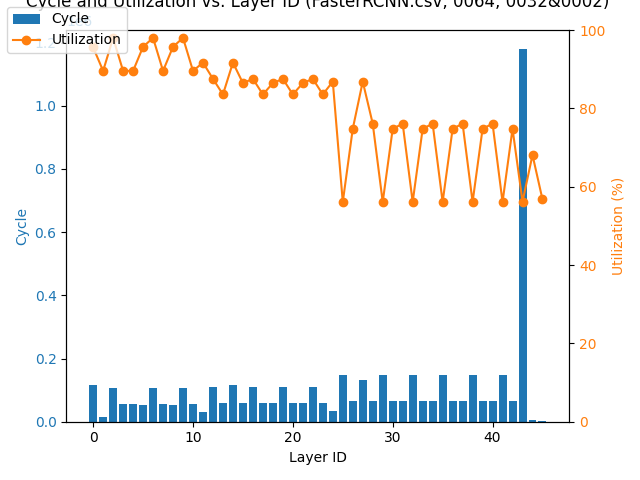 Cycle and Utilization vs. Layer ID (FasterRCNN.csv, 0064, 0032&0002)
Cycle
Utilization
1.2
1.0
0.8
0.6
0.4
0.2
0.0
Cycle
100
80
60
40
20
0
Utilization (%)
0 10 20 30 40
Layer ID